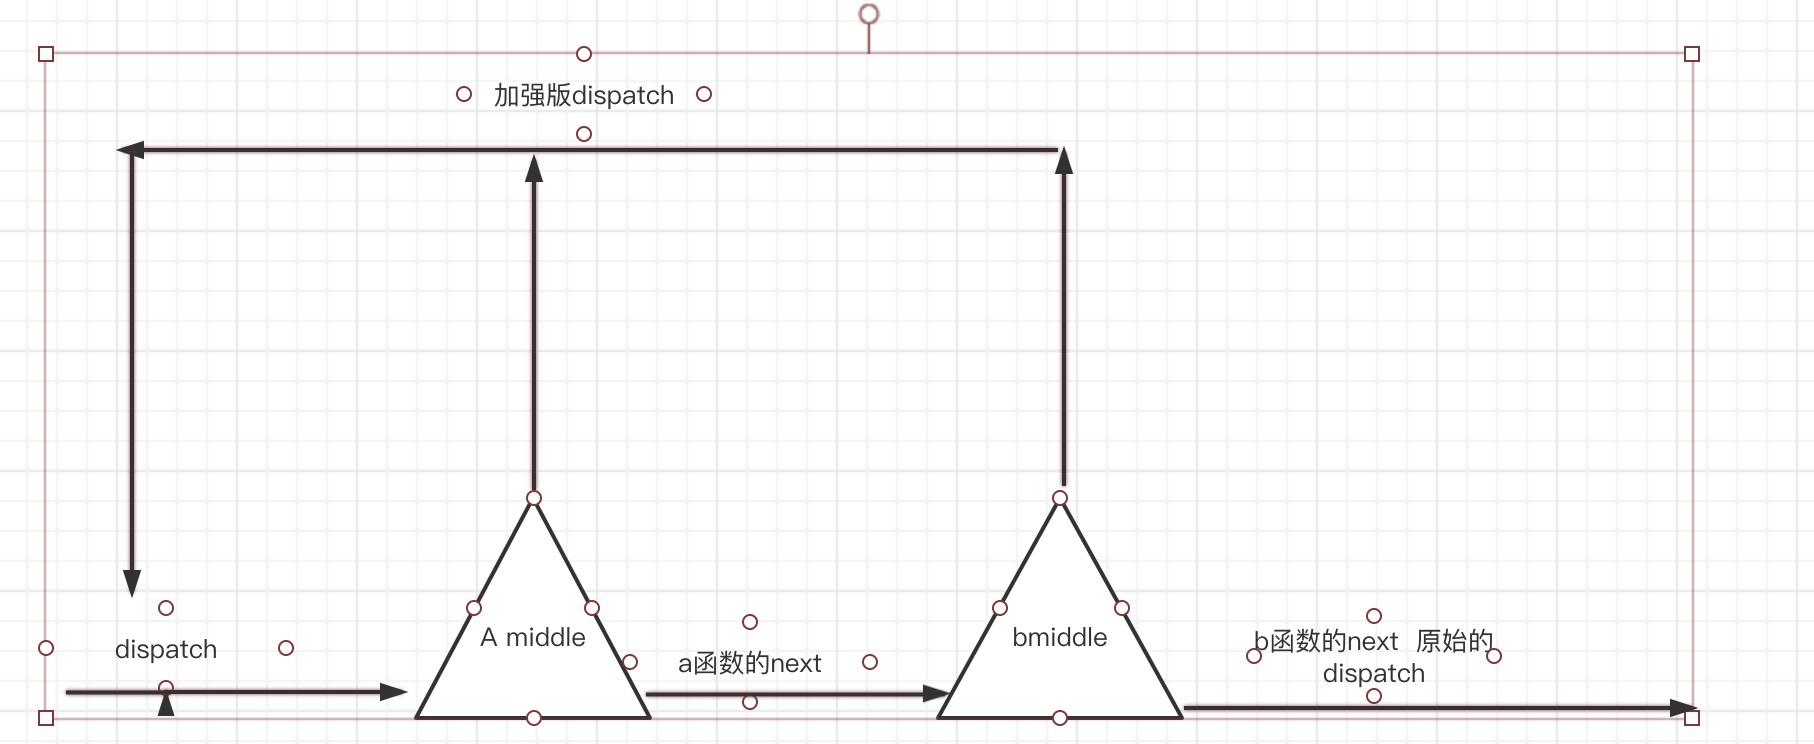 加强版dispatch
dispatch
A middle
a函数的next
bmiddle
b函数的next 原始的
dispatch